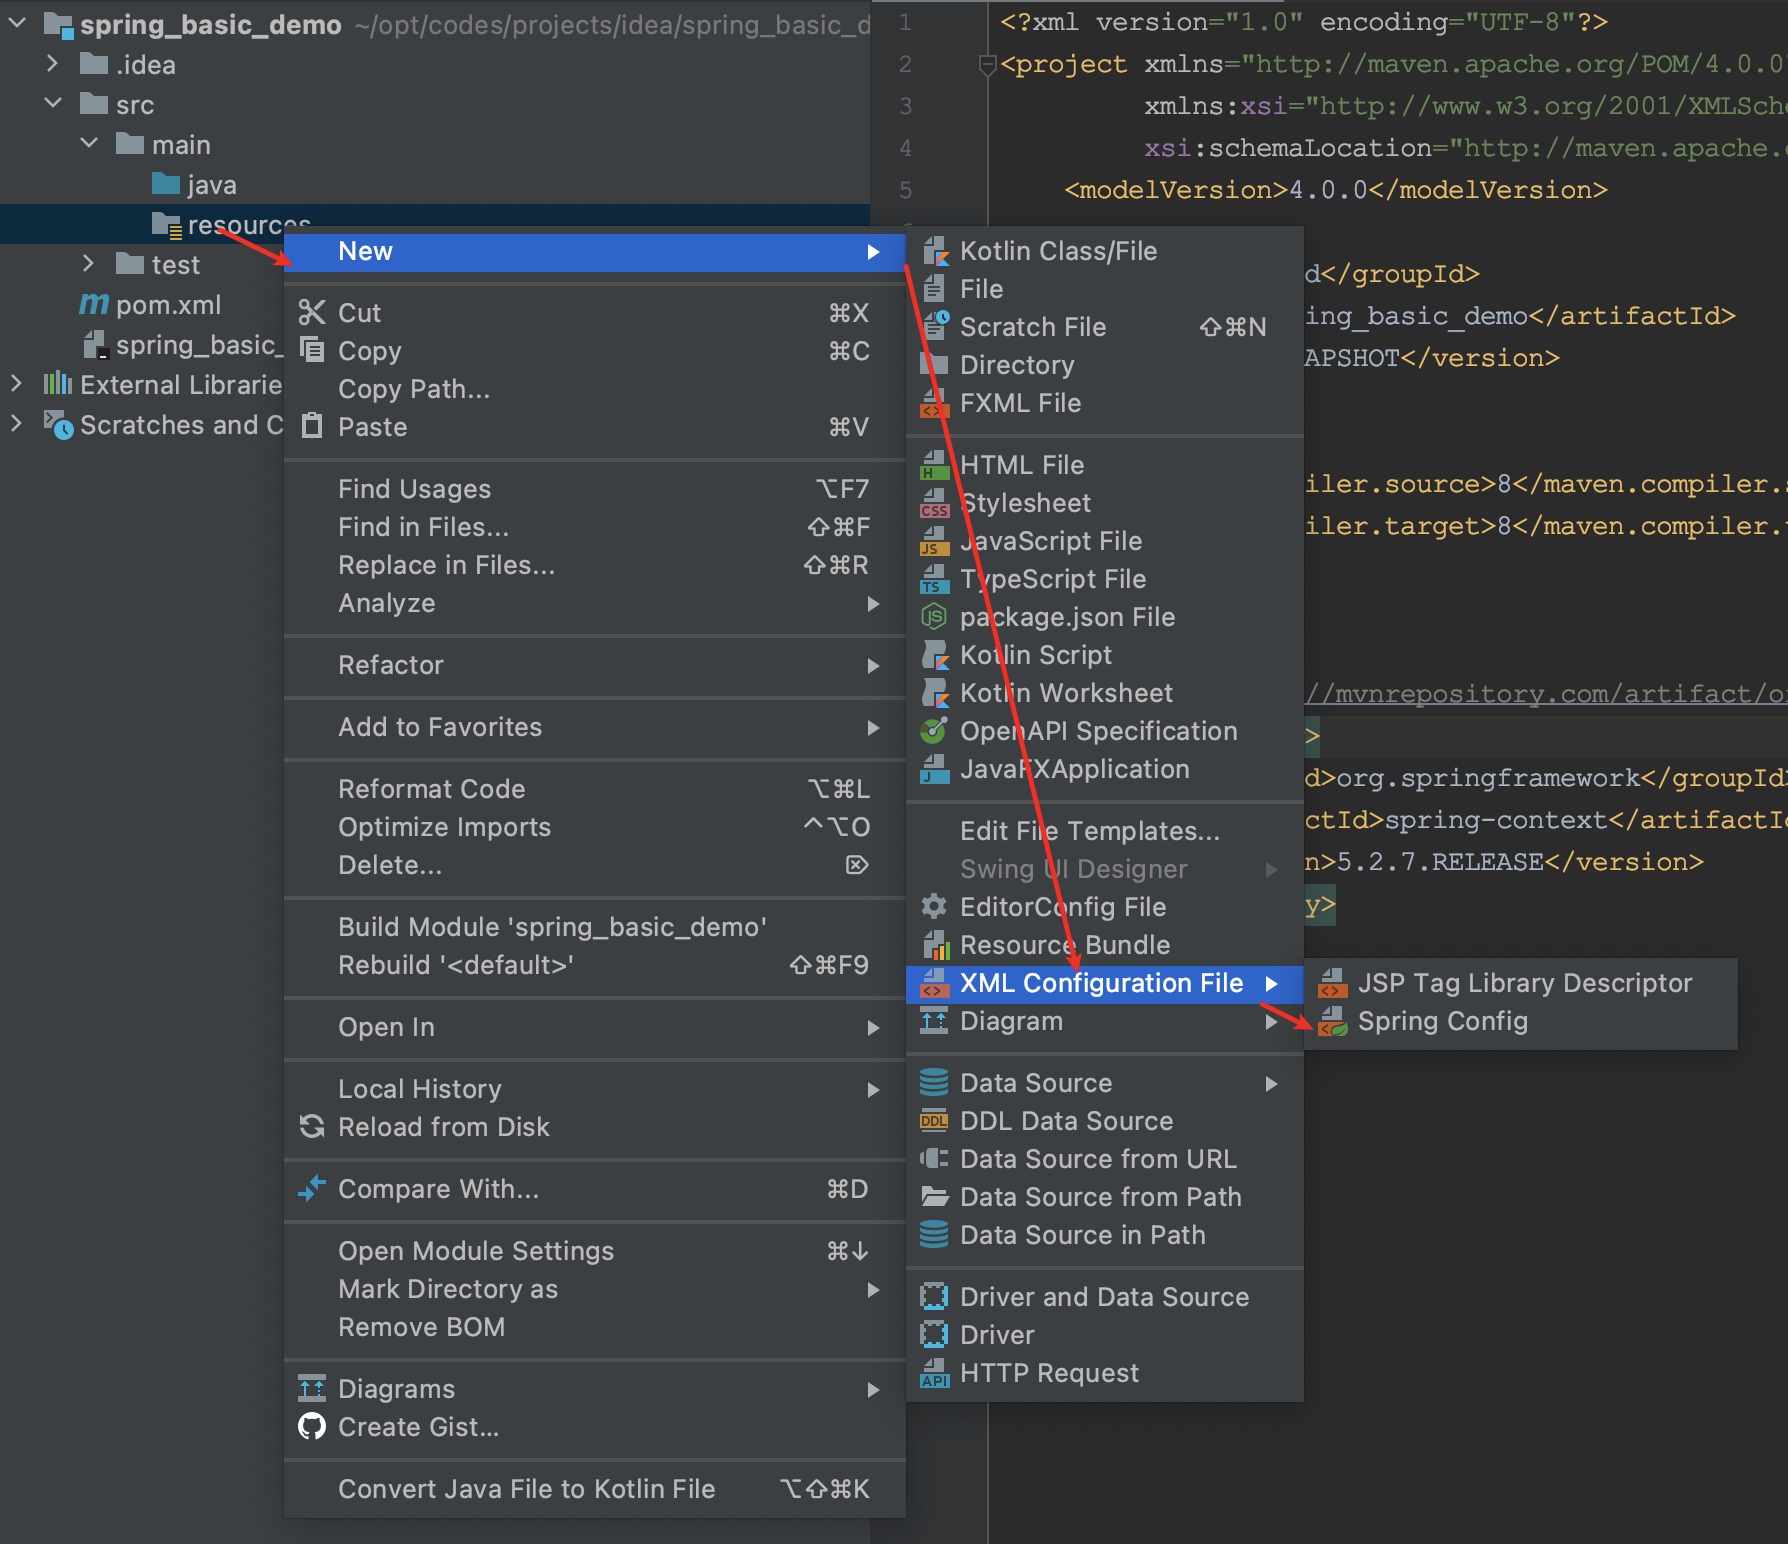 spring_basic_demo ~/opt/codes/projects/idea/spring_basic_d
.idea
src
main
java
resources
test
pom.xml
spring_basic_
External Librarie
Scratches and C
New
Cut ⌘X
Copy ⌘C
Copy Path...
Paste ⌘V
Find Usages ⌥F7
Find in Files... ⇧⌘F
Replace in Files... ⇧⌘R
Analyze
Refactor
Add to Favorites
Reformat Code ⌥⌘L
Optimize Imports ^⌥O
Delete... ⌦
Build Module 'spring_basic_demo'
Rebuild '<default>' ⇧⌘F9
Open In
Local History
Reload from Disk
Compare With... ⌘D
Open Module Settings ⌘↓
Mark Directory as
Remove BOM
Diagrams
Create Gist...
Convert Java File to Kotlin File ⌥⇧⌘K
Kotlin Class/File
File
Scratch File ⇧⌘N
Directory
FXML File
HTML File
Stylesheet
JavaScript File
TypeScript File
package.json File
Kotlin Script
Kotlin Worksheet
OpenAPI Specification
JavaFXApplication
Edit File Templates...
Swing UI Designer
EditorConfig File
Resource Bundle
XML Configuration File
Diagram
Data Source
DDL Data Source
Data Source from URL
Data Source from Path
Data Source in Path
Driver and Data Source
Driver
HTTP Request
JSP Tag Library Descriptor
Spring Config
1 <?xml version="1.0" encoding="UTF-8"?>
2 <project xmlns="http://maven.apache.org/POM/4.0.0"
3 xmlns:xsi="http://www.w3.org/2001/XMLSche
4 xsi:schemaLocation="http://maven.apache.
5 <modelVersion>4.0.0</modelVersion>
d</groupId>
ing_basic_demo</artifactId>
APSHOT</version>
iler.source>8</maven.compiler.s
iler.target>8</maven.compiler.
//mvnrepository.com/artifact/or
>
d>org.springframework</groupId>
ctId>spring-context</artifactId
n>5.2.7.RELEASE</version>
y>